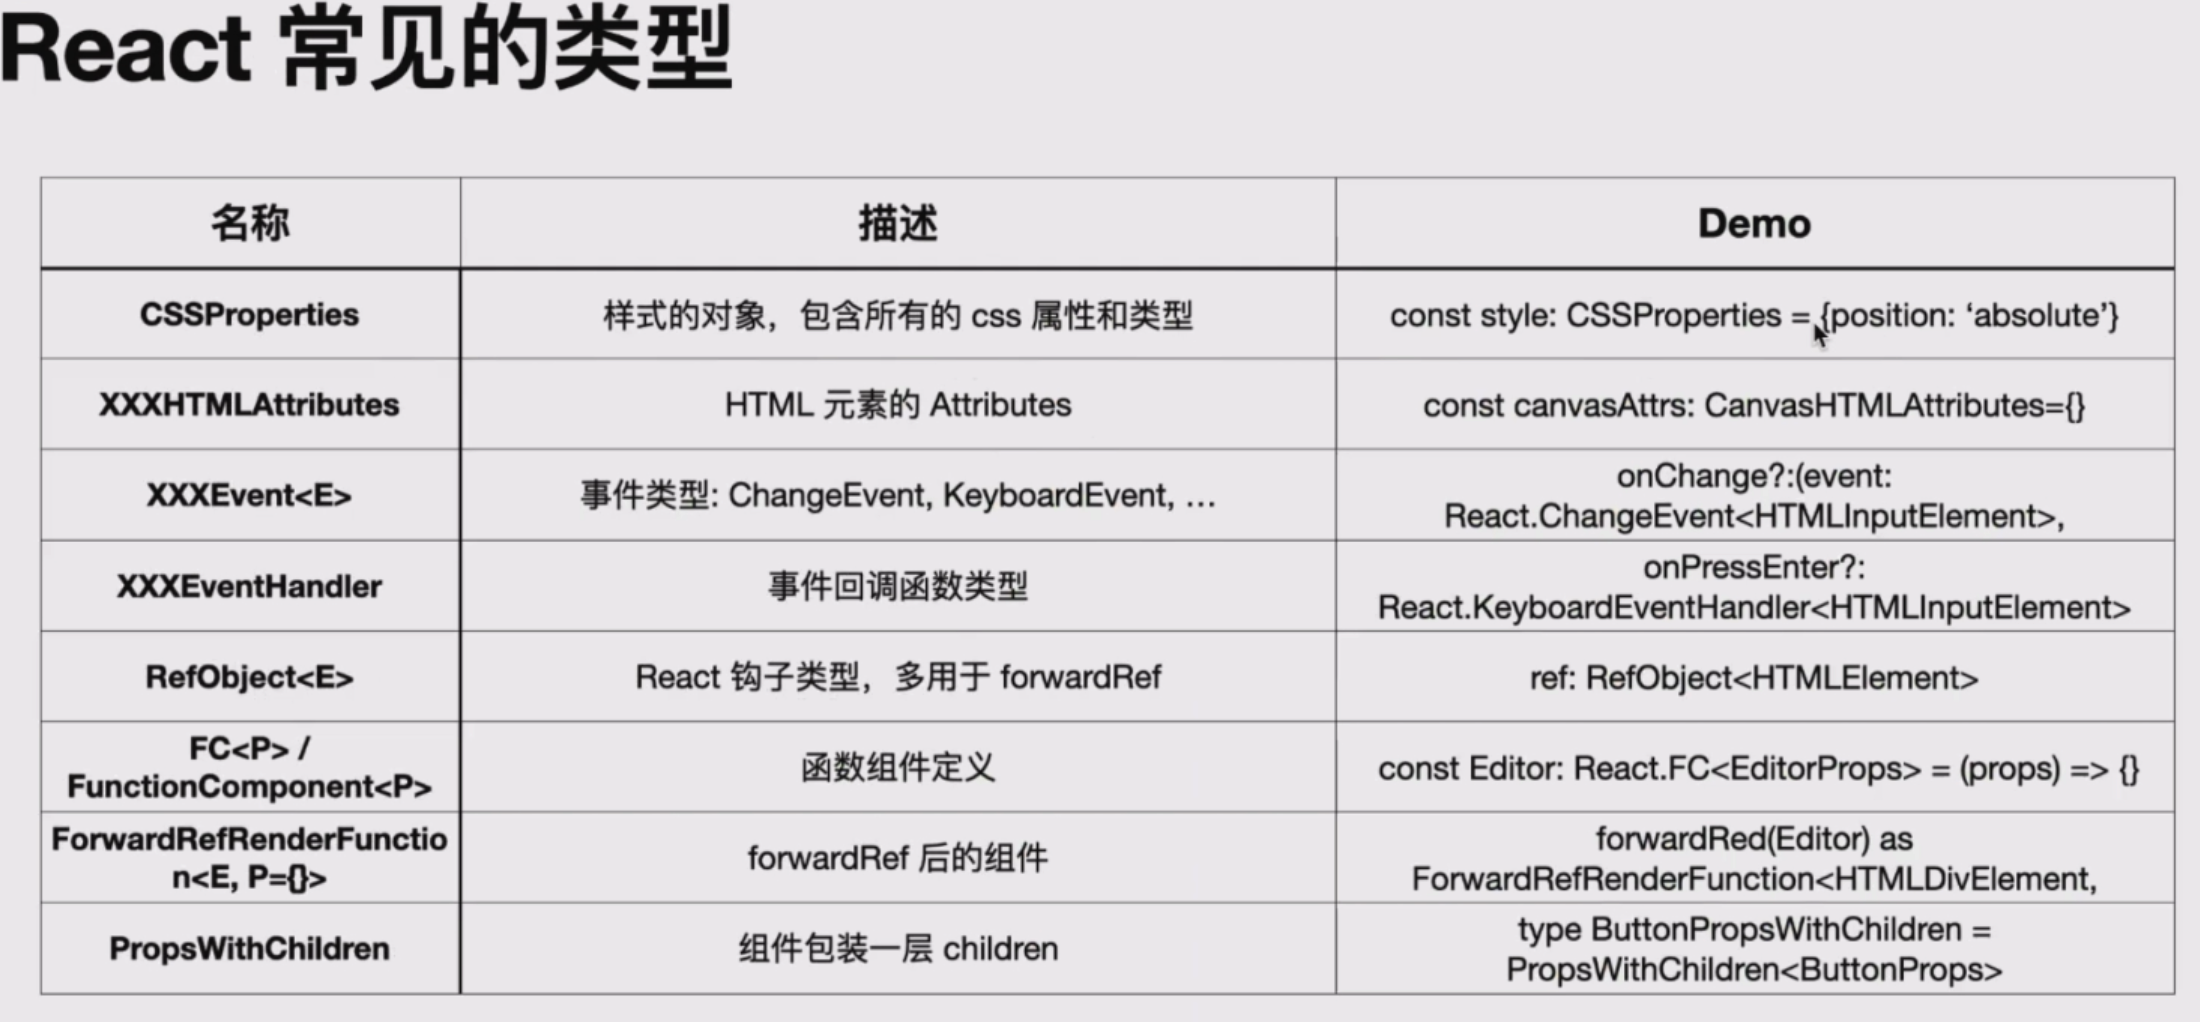 React 常见的类型
名称
描述
Demo
CSSProperties
样式的对象，包含所有的 css 属性和类型
const style: CSSProperties = {position: ‘absolute’}
XXXHTMLAttributes
HTML 元素的 Attributes
const canvasAttrs: CanvasHTMLAttributes={}
XXXEvent<E>
事件类型: ChangeEvent, KeyboardEvent, …
onChange?:(event:
React.ChangeEvent<HTMLInputElement>,
XXXEventHandler
事件回调函数类型
onPressEnter?:
React.KeyboardEventHandler<HTMLInputElement>
RefObject<E>
React 钩子类型，多用于 forwardRef
ref: RefObject<HTMLElement>
FC<P> /
FunctionComponent<P>
函数组件定义
const Editor: React.FC<EditorProps> = (props) => {}
ForwardRefRenderFunctio
n<E, P={}>
forwardRef 后的组件
forwardRed(Editor) as
ForwardRefRenderFunction<HTMLDivElement,
PropsWithChildren
组件包装一层 children
type ButtonPropsWithChildren =
PropsWithChildren<ButtonProps>